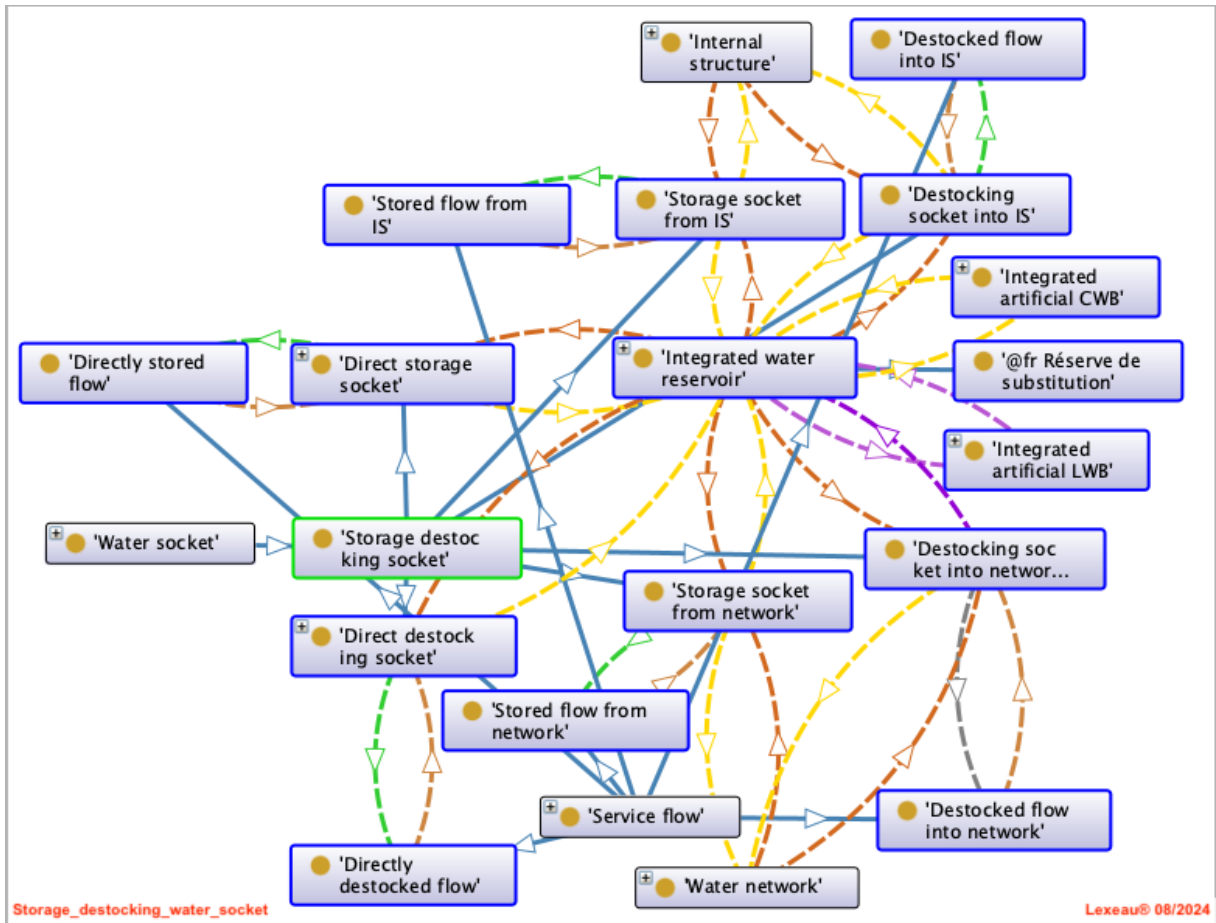 'Internal
structure'
'Destocked flow
into IS'
'Stored flow from
IS'
'Storage socket
from IS'
'Destocking
socket into IS'
'Integrated
artificial CWB'
'Directly stored
flow'
'Direct storage
socket'
'Integrated water
reservoir'
'@fr Réserve de
substitution'
'Integrated
artificial LWB'
'Water socket'
'Storage destoc
king socket'
'Destocking soc
ket into networ...
'Storage socket
from network'
'Direct destock
ing socket'
'Stored flow from
network'
'Service flow'
'Destocked flow
into network'
'Directly
destocked flow'
'Water network'
Storage_destocking_water_socket
Lexeau® 08/2024